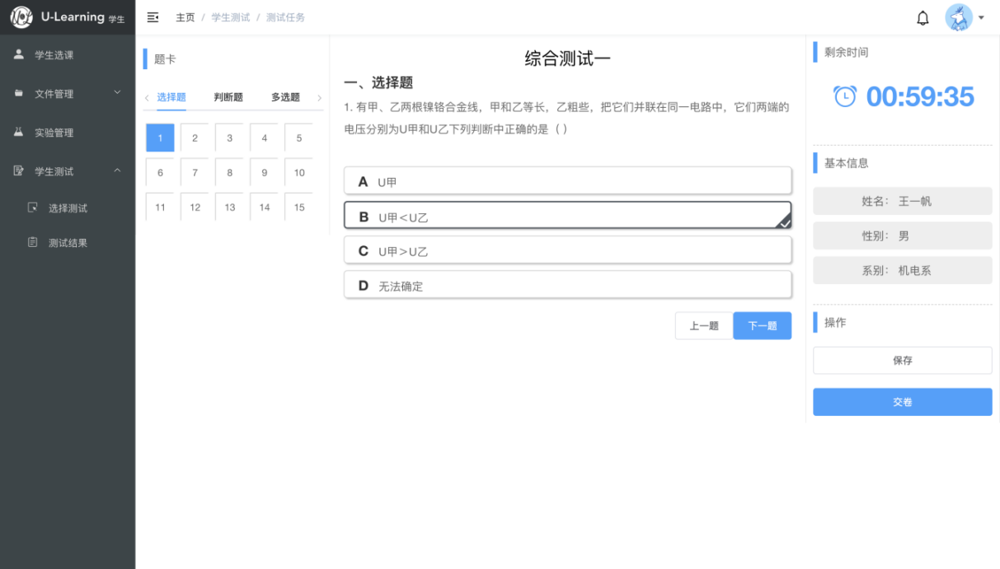 U-Learning 学生
主页 / 学生测试 / 测试任务
学生选课
文件管理
实验管理
学生测试
选择测试
测试结果
题卡
选择题 判断题 多选题
1 2 3 4 5
6 7 8 9 10
11 12 13 14 15
综合测试一
一、选择题
1. 有甲、乙两根镍铬合金线，甲和乙等长，乙粗些，把它们并联在同一电路中，它们两端的
电压分别为U甲和U乙下列判断中正确的是（ ）
A U甲
B U甲＜U乙
C U甲＞U乙
D 无法确定
上一题 下一题
剩余时间
00:59:35
基本信息
姓名： 王一帆
性别： 男
系别： 机电系
操作
保存
交卷